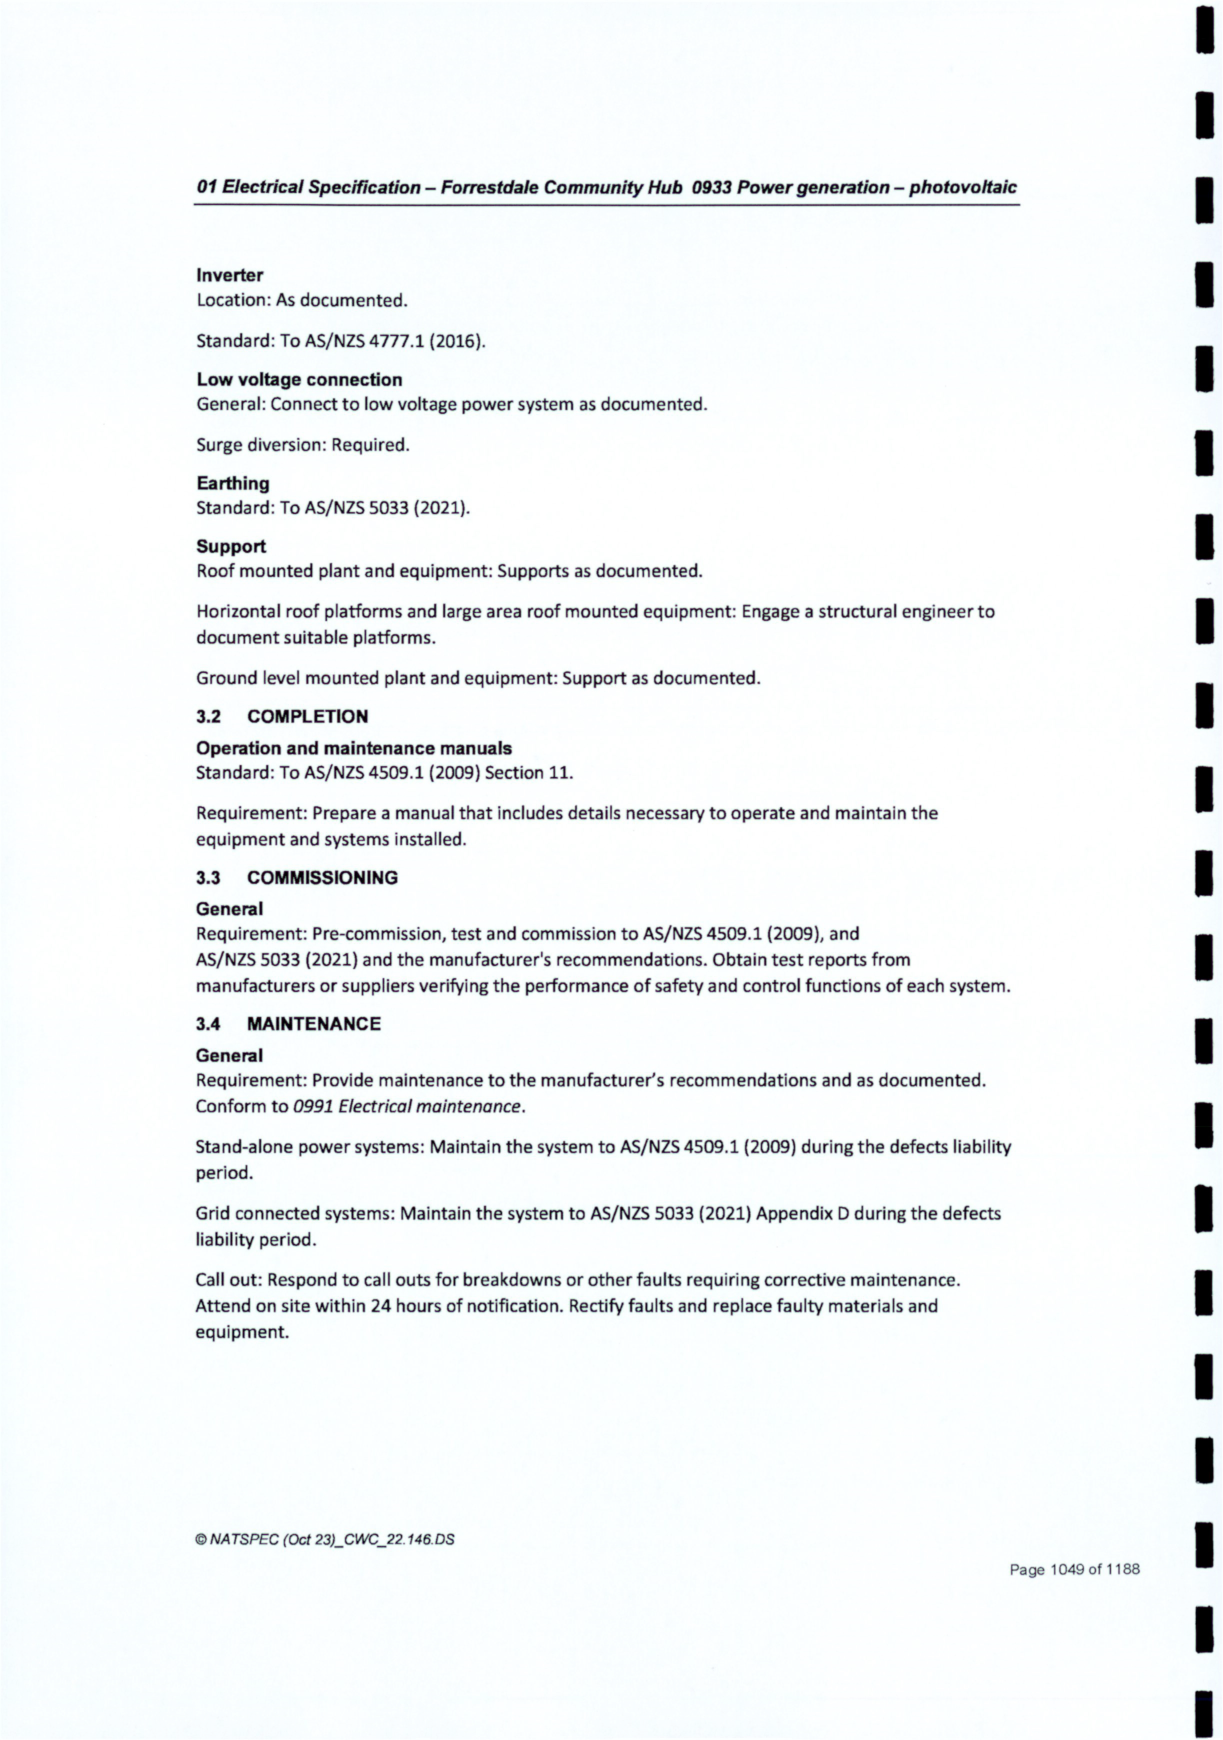 01 Electrical Specification – Forrestdale Community Hub 0933 Power generation – photovoltaic
Inverter
Location: As documented.
Standard: To AS/NZS 4777.1 (2016).
Low voltage connection
General: Connect to low voltage power system as documented.
Surge diversion: Required.
Earthing
Standard: To AS/NZS 5033 (2021).
Support
Roof mounted plant and equipment: Supports as documented.
Horizontal roof platforms and large area roof mounted equipment: Engage a structural engineer to
document suitable platforms.
Ground level mounted plant and equipment: Support as documented.
3.2 COMPLETION
Operation and maintenance manuals
Standard: To AS/NZS 4509.1 (2009) Section 11.
Requirement: Prepare a manual that includes details necessary to operate and maintain the
equipment and systems installed.
3.3 COMMISSIONING
General
Requirement: Pre-commission, test and commission to AS/NZS 4509.1 (2009), and
AS/NZS 5033 (2021) and the manufacturer's recommendations. Obtain test reports from
manufacturers or suppliers verifying the performance of safety and control functions of each system.
3.4 MAINTENANCE
General
Requirement: Provide maintenance to the manufacturer's recommendations and as documented.
Conform to 0991 Electrical maintenance.
Stand-alone power systems: Maintain the system to AS/NZS 4509.1 (2009) during the defects liability
period.
Grid connected systems: Maintain the system to AS/NZS 5033 (2021) Appendix D during the defects
liability period.
Call out: Respond to call outs for breakdowns or other faults requiring corrective maintenance.
Attend on site within 24 hours of notification. Rectify faults and replace faulty materials and
equipment.
© NATSPEC (Oct 23)_CWC_22.146.DS
Page 1049 of 1188